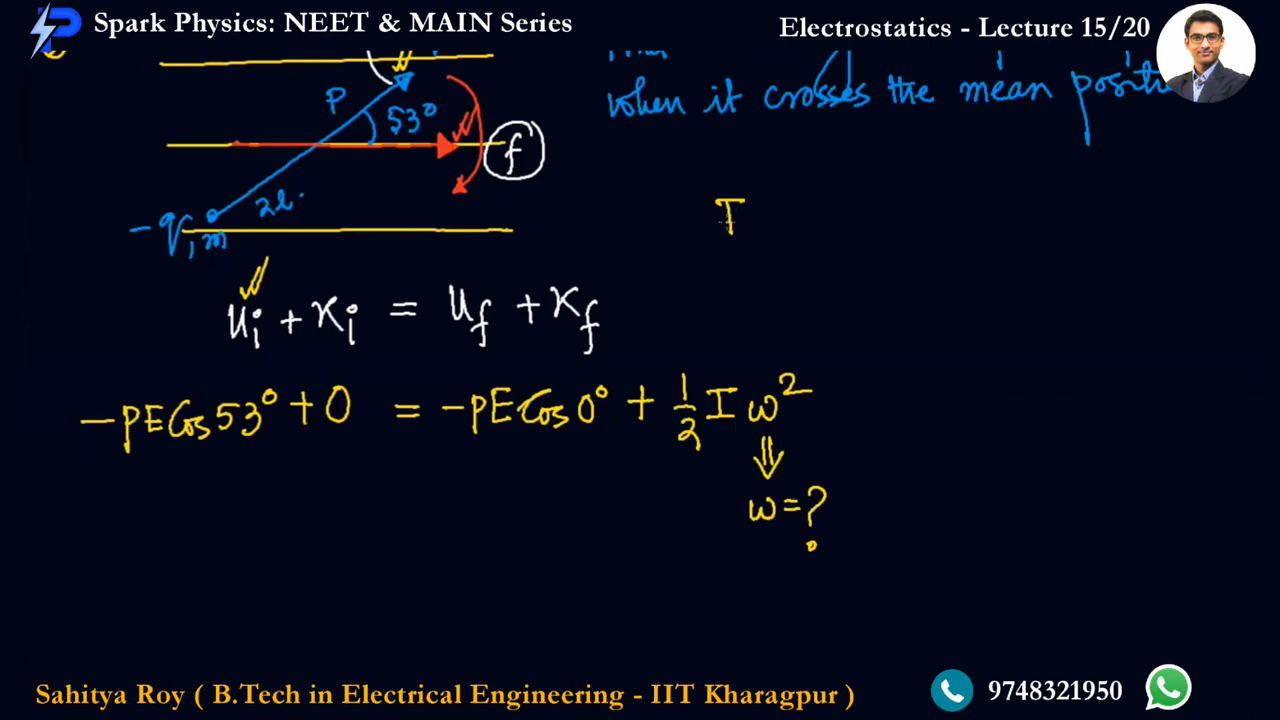 Spark Physics: NEET & MAIN Series
Electrostatics - Lecture 15/20
when it crosses the mean
P
53°
f
2l
-q, m
I
Ui + Ki = Uf + Kf
-pE Cos 53° + 0 = -pE Cos 0° + 1/2 I ω²
ω = ?
Sahitya Roy ( B.Tech in Electrical Engineering - IIT Kharagpur )
9748321950